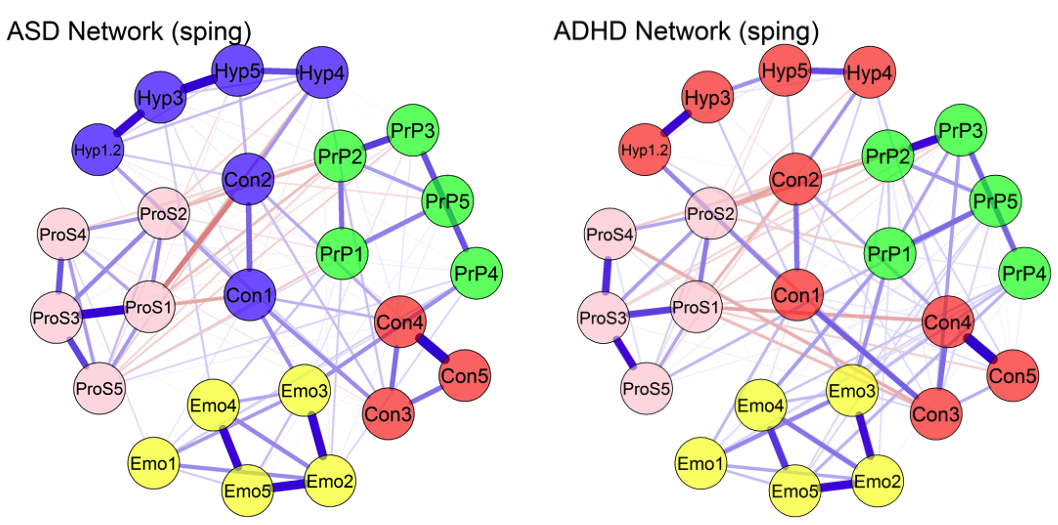 ASD Network (sping)
Hyp5
Hyp4
Hyp3
Hyp1.2
PrP3
PrP2
Con2
PrP5
ProS2
ProS4
PrP1
PrP4
Con1
ProS1
ProS3
Con4
Con5
ProS5
Emo3
Emo4
Con3
Emo1
Emo2
Emo5
ADHD Network (sping)
Hyp5
Hyp4
Hyp3
Hyp1.2
PrP3
PrP2
Con2
PrP5
ProS2
ProS4
PrP1
PrP4
Con1
ProS1
ProS3
Con4
Con5
ProS5
Emo3
Emo4
Con3
Emo1
Emo2
Emo5